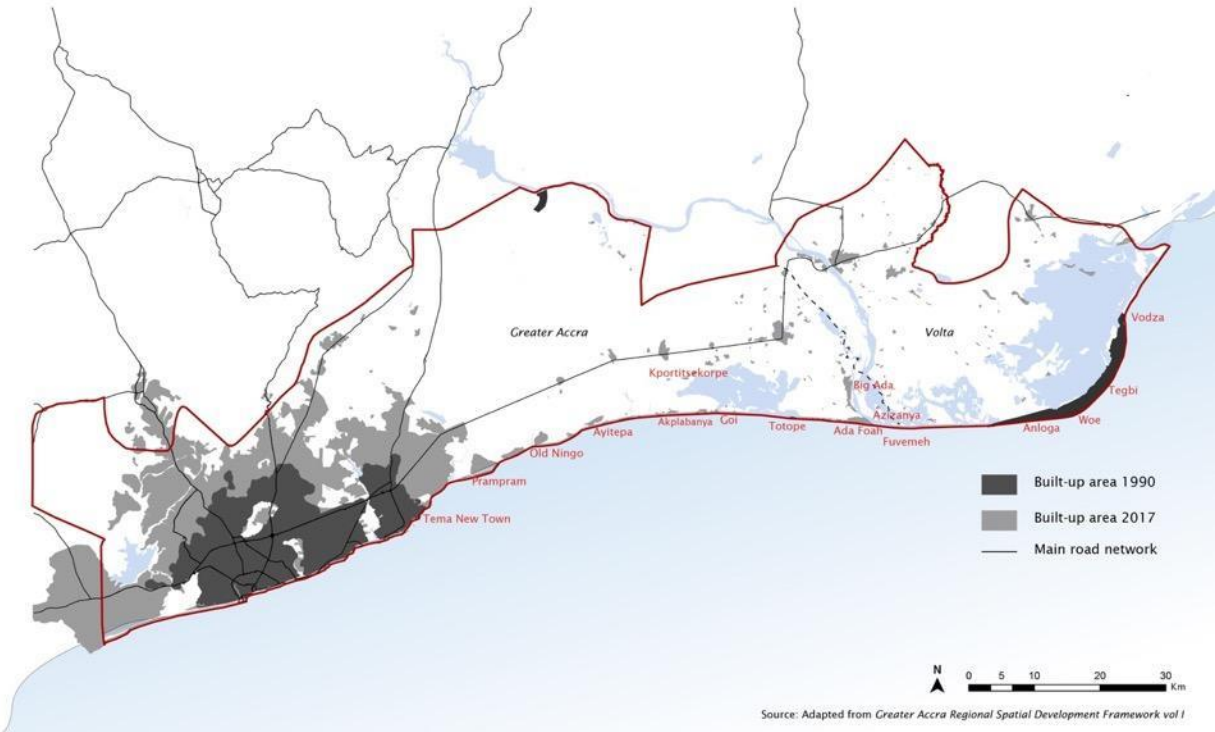 Greater Accra
Volta
Vodza
Kportitsekorpe
Tegbi
Big Ada
Azizanya
Akplabanya
Goi
Totope
Ada Foah
Fuvemeh
Anloga
Woe
Ayitepa
Old Ningo
Prampram
Tema New Town
Built-up area 1990
Built-up area 2017
Main road network
N
0 5 10 20 30
Km
Source: Adapted from Greater Accra Regional Spatial Development Framework vol I